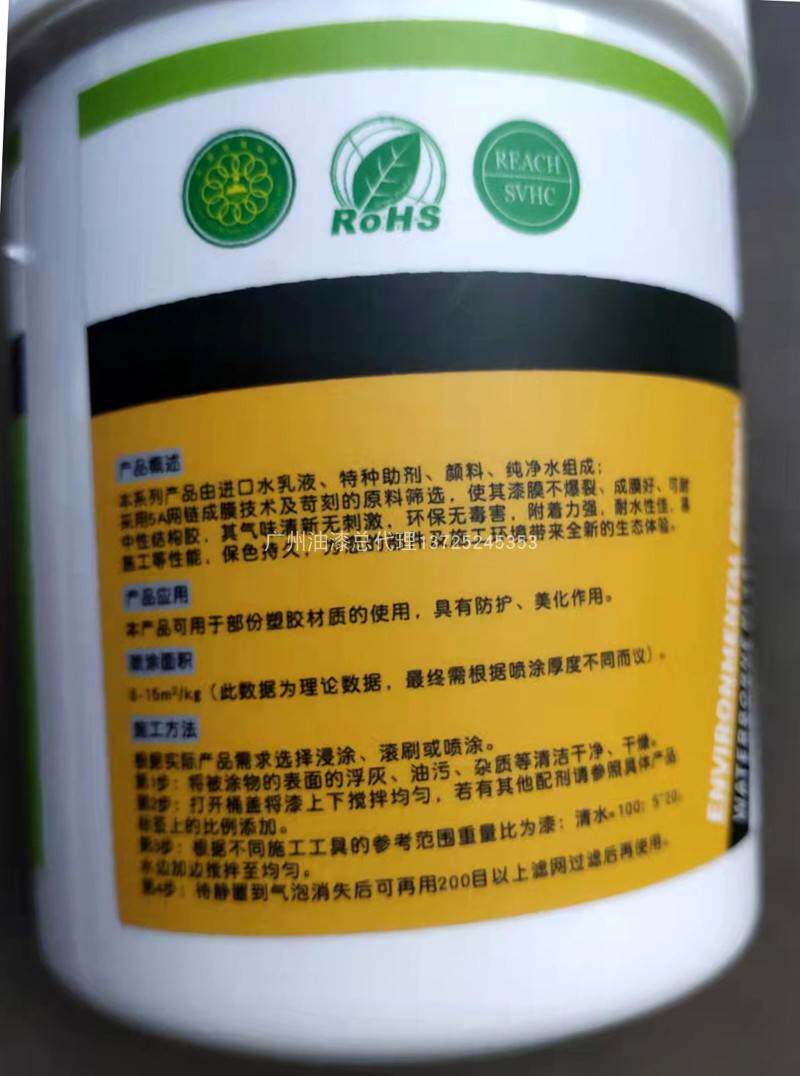 RoHS
REACH
SVHC
产品概述
本系列产品由进口水乳液、特种助剂、颜料、纯净水组成；
采用5A网链成膜技术及苛刻的原料筛选，使其漆膜不爆裂、成膜好、可耐
中性结构胶，其气味清新无刺激，环保无毒害，附着力强，耐水性佳，易
施工等性能，保色持久，环境带来全新的生态体验。
广州油漆总代理13725245353
产品应用
本产品可用于部份塑胶材质的使用，具有防护、美化作用。
喷涂面积
8-15m²/kg（此数据为理论数据，最终需根据喷涂厚度不同而议）。
施工方法
根据实际产品需求选择浸涂、滚刷或喷涂。
第1步：将被涂物的表面的浮灰、油污、杂质等清洁干净、干燥。
第2步：打开桶盖将漆上下搅拌均匀，若有其他配剂请参照具体产品
标签上的比例添加。
第3步：根据不同施工工具的参考范围重量比为漆：清水=100：5~20，
水边加边搅拌至均匀。
第4步：待静置到气泡消失后可再用200目以上滤网过滤后再使用。
ENVIRONMENTAL